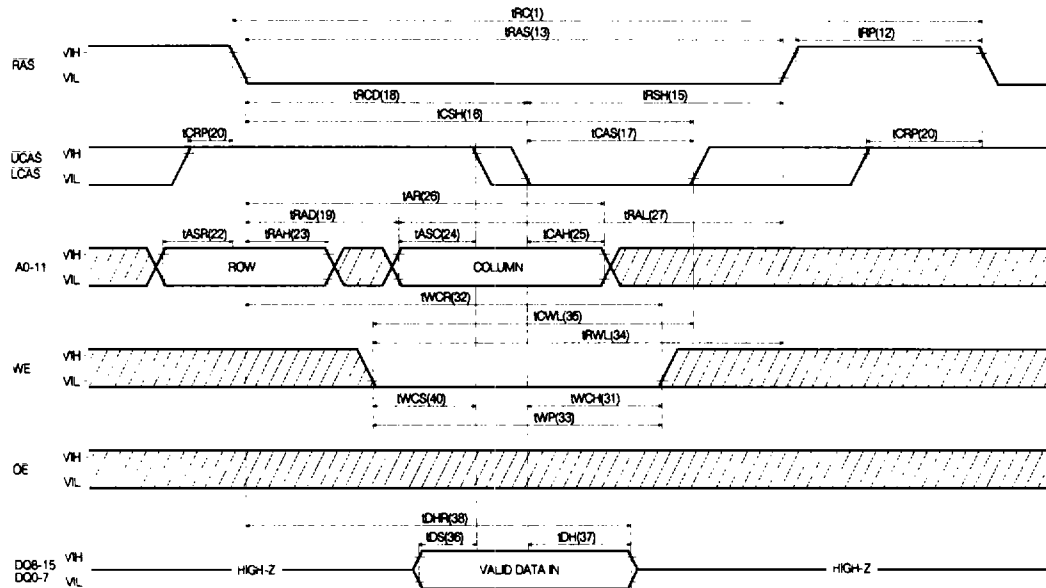 tRC(1)
tRAS(13)
tRP(12)
RAS
VIH
VIL
tRCD(18)
tRSH(15)
tCSH(16)
tCRP(20)
tCAS(17)
tCRP(20)
UCAS
LCAS
VIH
VIL
tAR(26)
tRAD(19)
tRAL(27)
tASR(22)
tRAH(23)
tASC(24)
tCAH(25)
A0-11
VIH
VIL
ROW
COLUMN
tWCR(32)
tCWL(35)
tRWL(34)
WE
VIH
VIL
tWCS(40)
tWCH(31)
tWP(33)
OE
VIH
VIL
tDHR(38)
tDS(36)
tDH(37)
DQ8-15
DQ0-7
VIH
VIL
HIGH-Z
VALID DATA IN
HIGH-Z